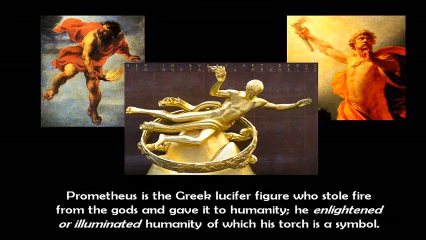 Prometheus is the Greek lucifer figure who stole fire
from the gods and gave it to humanity; he enlightened
or illuminated humanity of which his torch is a symbol.